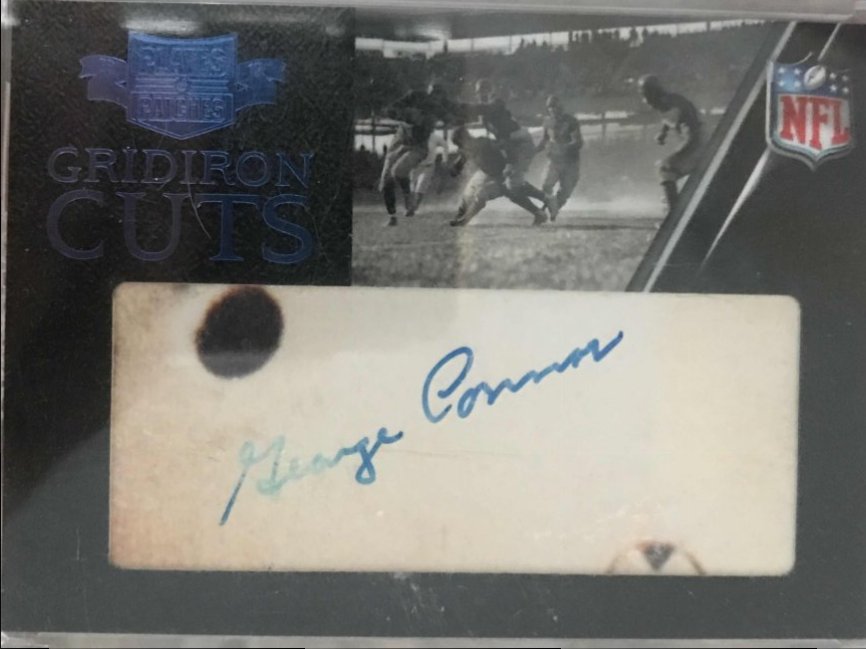 PLATES
&
PATCHES
GRIDIRON
CUTS
NFL
George Connor